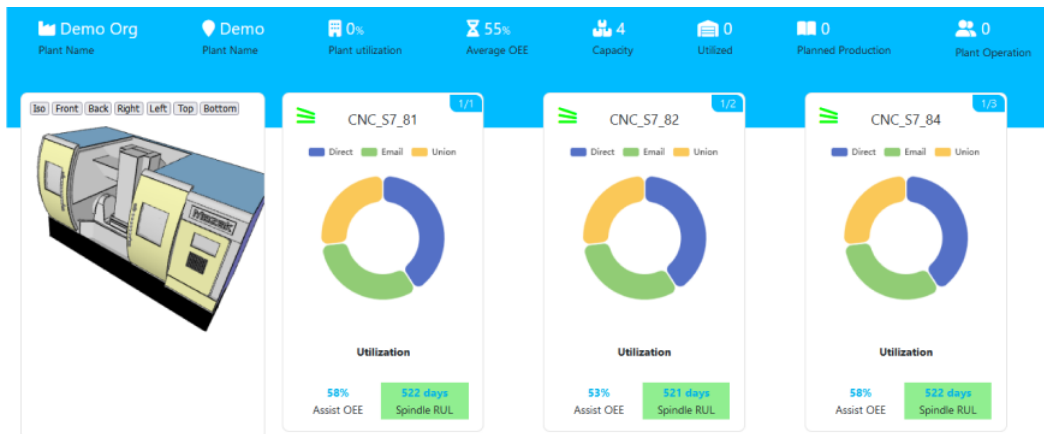 Demo Org
Plant Name
Demo
Plant Name
0%
Plant utilization
55%
Average OEE
4
Capacity
0
Utilized
0
Planned Production
0
Plant Operation
Iso Front Back Right Left Top Bottom
Mazak
1/1
CNC_S7_81
Direct Email Union
Utilization
58%
Assist OEE
522 days
Spindle RUL
1/2
CNC_S7_82
Direct Email Union
Utilization
53%
Assist OEE
521 days
Spindle RUL
1/3
CNC_S7_84
Direct Email Union
Utilization
58%
Assist OEE
522 days
Spindle RUL